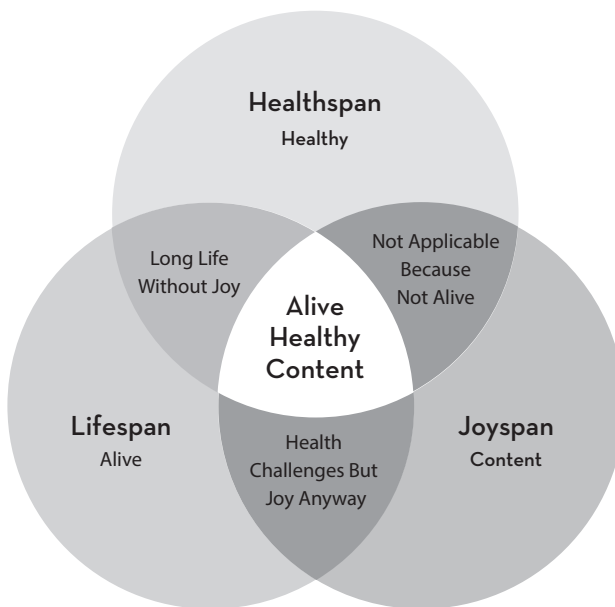 Healthspan
Healthy
Long Life
Without Joy
Not Applicable
Because
Not Alive
Alive
Healthy
Content
Lifespan
Alive
Health
Challenges But
Joy Anyway
Joyspan
Content